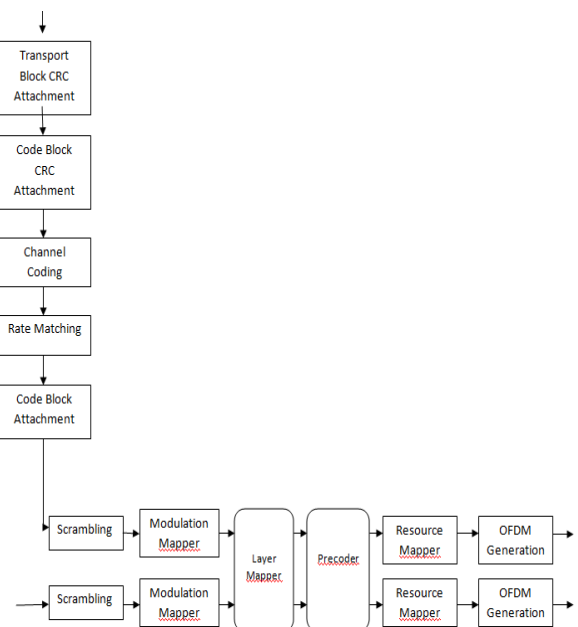 Transport
Block CRC
Attachment
Code Block
CRC
Attachment
Channel
Coding
Rate Matching
Code Block
Attachment
Scrambling
Modulation
Mapper
Layer
Mapper
Precoder
Resource
Mapper
OFDM
Generation
Scrambling
Modulation
Mapper
Resource
Mapper
OFDM
Generation